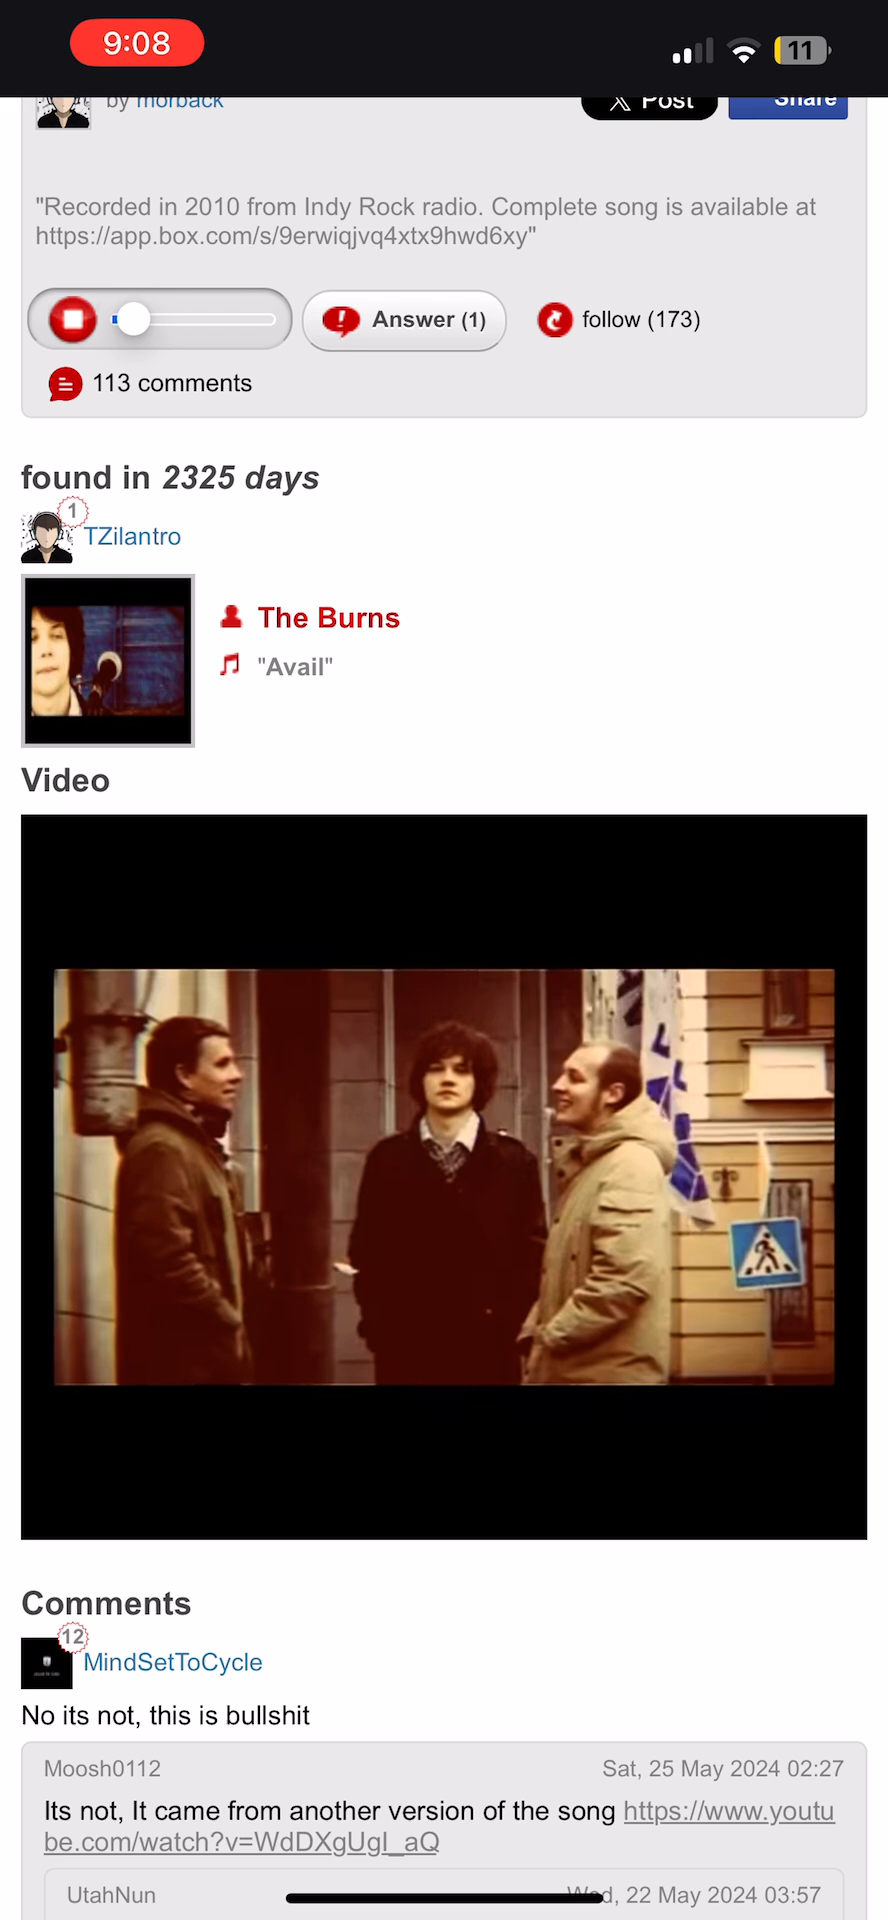 9:08
11
by morback
Post
Share
"Recorded in 2010 from Indy Rock radio. Complete song is available at
https://app.box.com/s/9erwiqjvq4xtx9hwd6xy"
Answer (1)
follow (173)
113 comments
found in 2325 days
1
TZilantro
The Burns
"Avail"
Video
Comments
12
MindSetToCycle
No its not, this is bullshit
Moosh0112
Sat, 25 May 2024 02:27
Its not, It came from another version of the song https://www.youtu
be.com/watch?v=WdDXgUgI_aQ
UtahNun
Wed, 22 May 2024 03:57